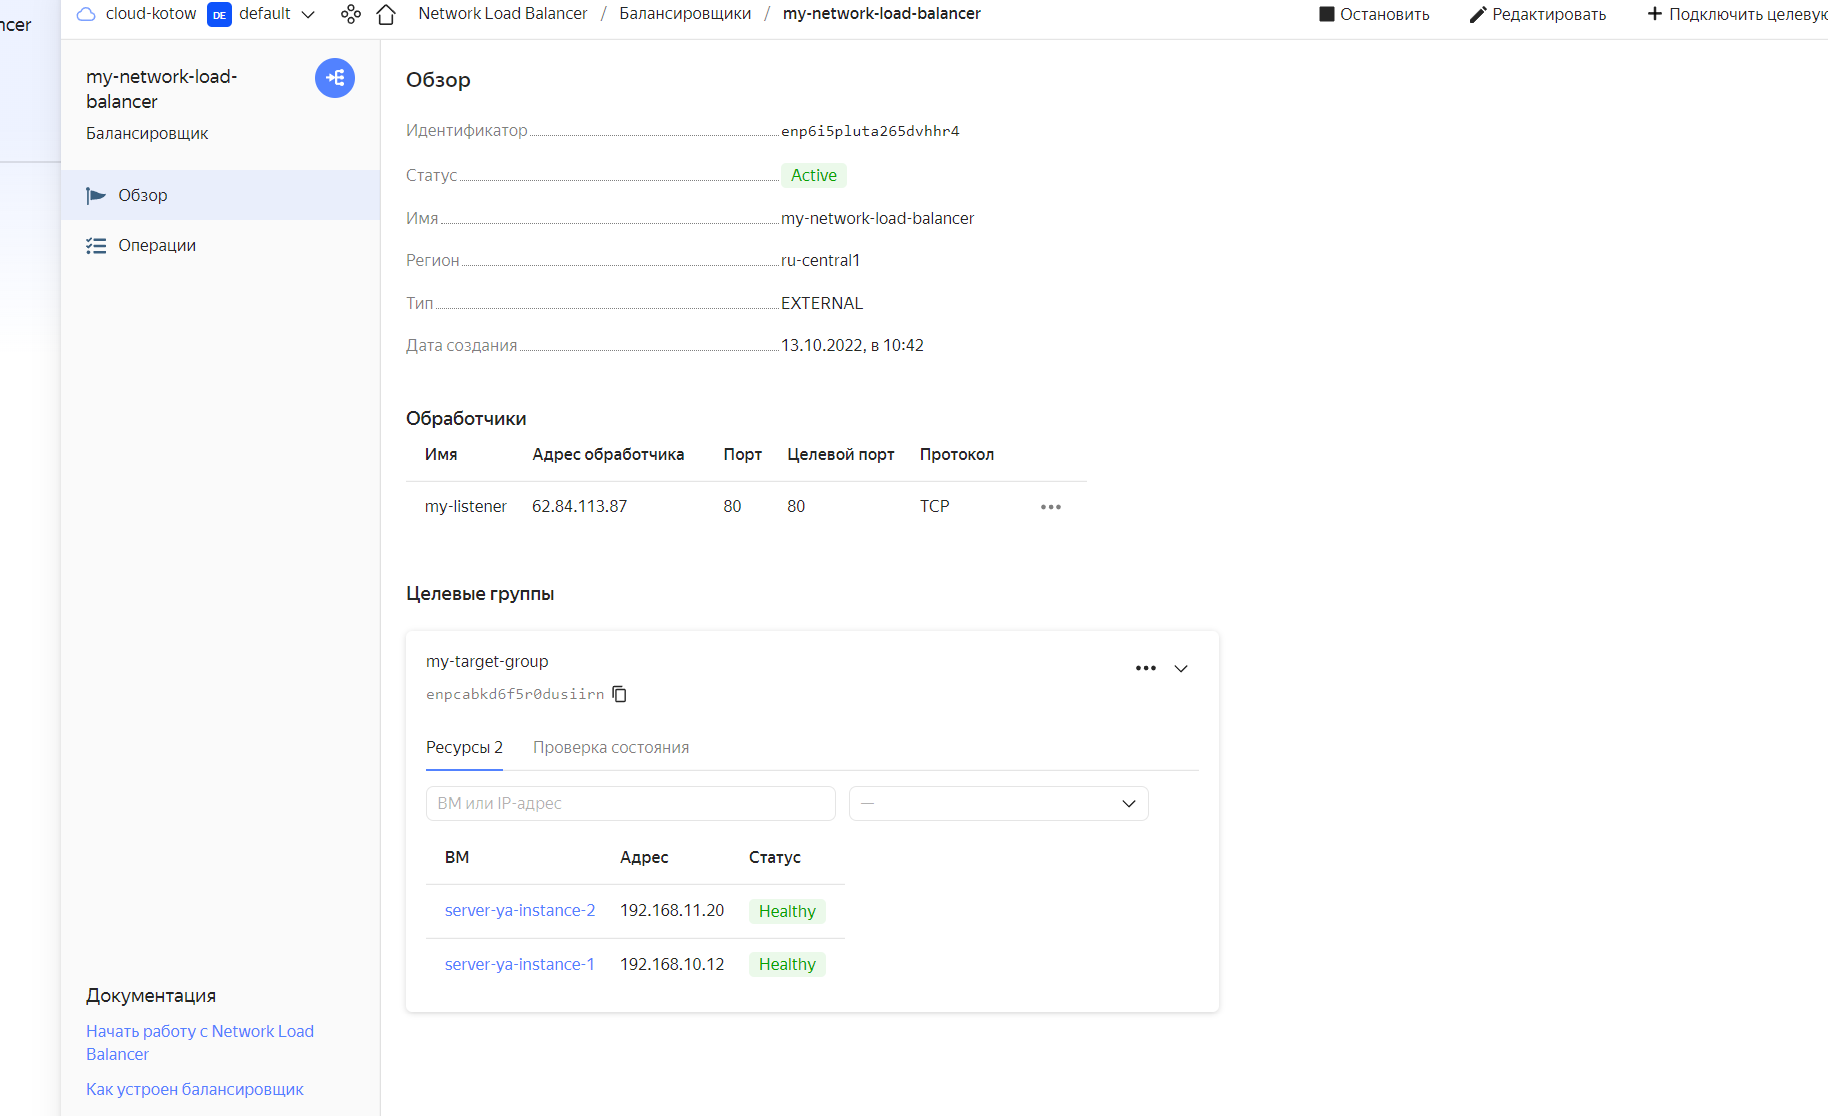 ncer
cloud-kotow DE default Network Load Balancer / Балансировщики / my-network-load-balancer Остановить Редактировать + Подключить целевую
my-network-load-
balancer
Балансировщик
Обзор
Операции
Документация
Начать работу с Network Load
Balancer
Как устроен балансировщик
Обзор
Идентификатор enp6i5pluta265dvhhr4
Статус Active
Имя my-network-load-balancer
Регион ru-central1
Тип EXTERNAL
Дата создания 13.10.2022, в 10:42
Обработчики
Имя Адрес обработчика Порт Целевой порт Протокол
my-listener 62.84.113.87 80 80 TCP
Целевые группы
my-target-group
enpcabkd6f5r0dusiirn
Ресурсы 2 Проверка состояния
ВМ или IP-адрес —
ВМ Адрес Статус
server-ya-instance-2 192.168.11.20 Healthy
server-ya-instance-1 192.168.10.12 Healthy